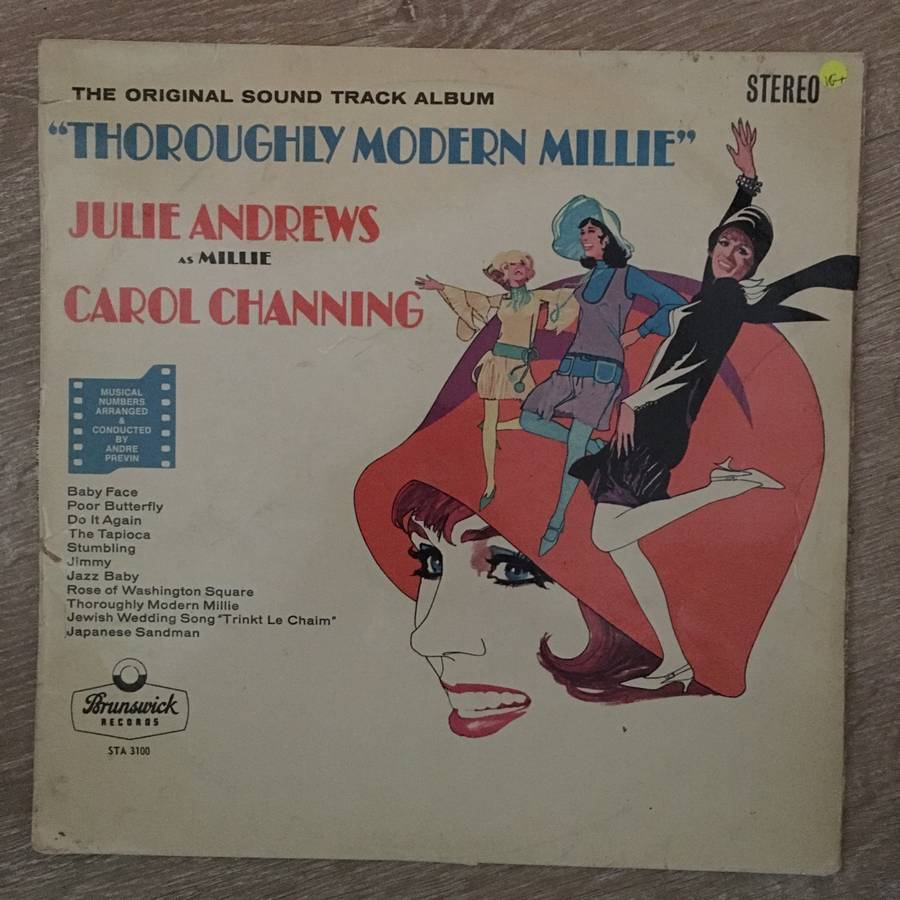 THE ORIGINAL SOUND TRACK ALBUM
STEREO
VG+
"THOROUGHLY MODERN MILLIE"
JULIE ANDREWS
AS MILLIE
CAROL CHANNING
MUSICAL
NUMBERS
ARRANGED
&
CONDUCTED
BY
ANDRE
PREVIN
Baby Face
Poor Butterfly
Do It Again
The Tapioca
Stumbling
Jimmy
Jazz Baby
Rose of Washington Square
Thoroughly Modern Millie
Jewish Wedding Song "Trinkt Le Chaim"
Japanese Sandman
Brunswick
RECORDS
STA 3100